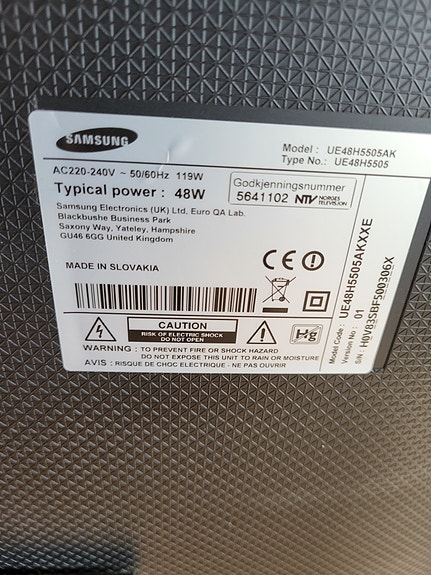 SAMSUNG
Model : UE48H5505AK
Type No.: UE48H5505
AC220-240V ~ 50/60Hz 119W
Typical power : 48W
Godkjenningsnummer
5641102 NTV NORGES TELEVISJON
Samsung Electronics (UK) Ltd, Euro QA Lab.
Blackbushe Business Park
Saxony Way, Yateley, Hampshire
GU46 6GG United Kingdom
MADE IN SLOVAKIA
CE
CAUTION
RISK OF ELECTRIC SHOCK
DO NOT OPEN
Hg
WARNING : TO PREVENT FIRE OR SHOCK HAZARD
DO NOT EXPOSE THIS UNIT TO RAIN OR MOISTURE
AVIS : RISQUE DE CHOC ELECTRIQUE - NE PAS OUVRIR
Model Code : UE48H5505AKXXE
Version No : 01
S/N : H0V83SBF500306X